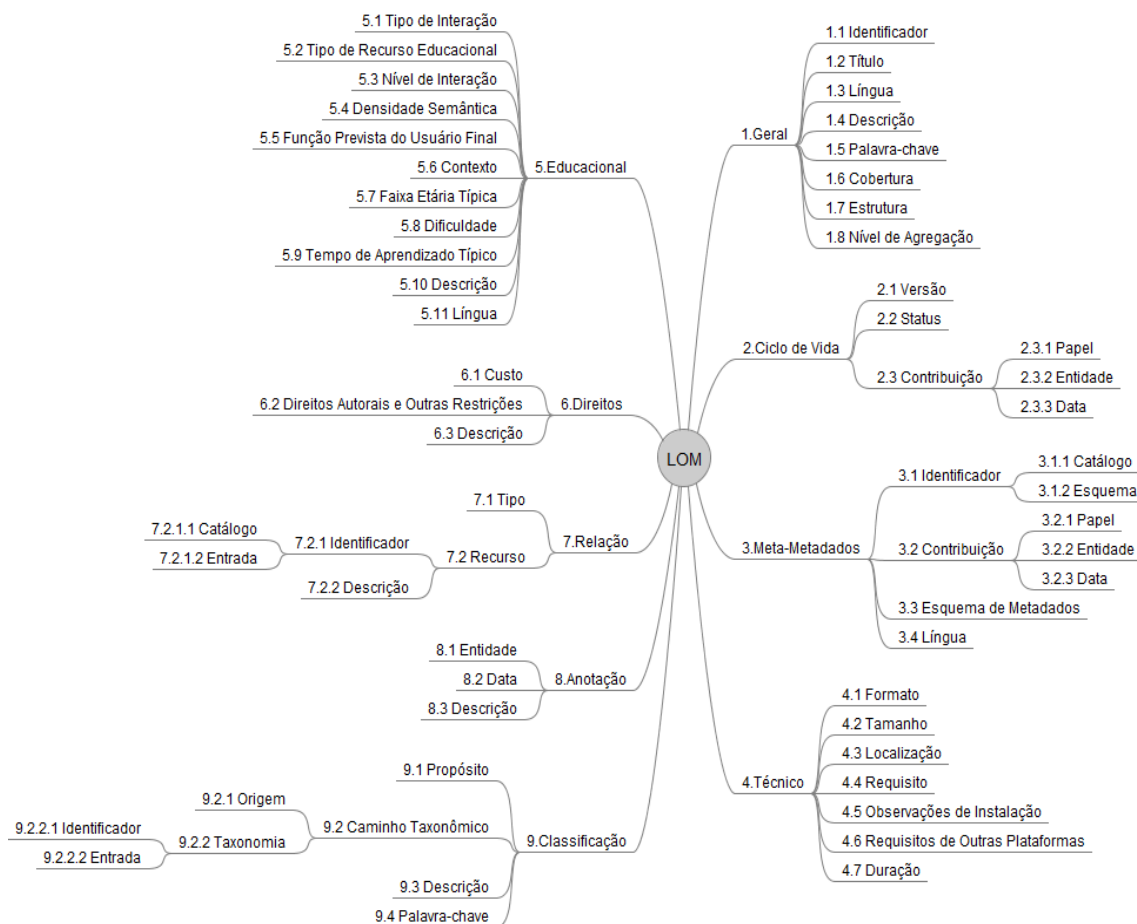 LOM
1.Geral
1.1 Identificador
1.2 Título
1.3 Língua
1.4 Descrição
1.5 Palavra-chave
1.6 Cobertura
1.7 Estrutura
1.8 Nível de Agregação
2.Ciclo de Vida
2.1 Versão
2.2 Status
2.3 Contribuição
2.3.1 Papel
2.3.2 Entidade
2.3.3 Data
3.Meta-Metadados
3.1 Identificador
3.1.1 Catálogo
3.1.2 Esquema
3.2 Contribuição
3.2.1 Papel
3.2.2 Entidade
3.2.3 Data
3.3 Esquema de Metadados
3.4 Língua
4.Técnico
4.1 Formato
4.2 Tamanho
4.3 Localização
4.4 Requisito
4.5 Observações de Instalação
4.6 Requisitos de Outras Plataformas
4.7 Duração
5.Educacional
5.1 Tipo de Interação
5.2 Tipo de Recurso Educacional
5.3 Nível de Interação
5.4 Densidade Semântica
5.5 Função Prevista do Usuário Final
5.6 Contexto
5.7 Faixa Etária Típica
5.8 Dificuldade
5.9 Tempo de Aprendizado Típico
5.10 Descrição
5.11 Língua
6.Direitos
6.1 Custo
6.2 Direitos Autorais e Outras Restrições
6.3 Descrição
7.Relação
7.1 Tipo
7.2 Recurso
7.2.1 Identificador
7.2.1.1 Catálogo
7.2.1.2 Entrada
7.2.2 Descrição
8.Anotação
8.1 Entidade
8.2 Data
8.3 Descrição
9.Classificação
9.1 Propósito
9.2 Caminho Taxonômico
9.2.1 Origem
9.2.2 Taxonomia
9.2.2.1 Identificador
9.2.2.2 Entrada
9.3 Descrição
9.4 Palavra-chave